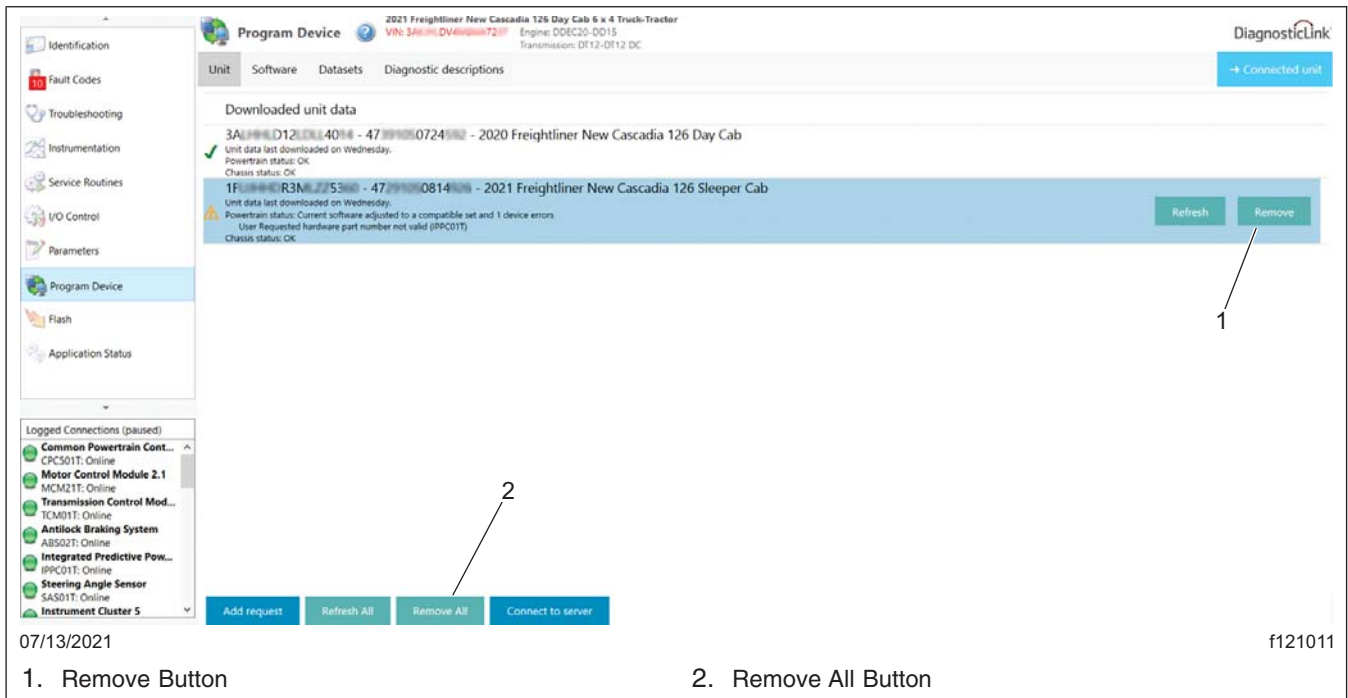 2021 Freightliner New Cascadia 126 Day Cab 6 x 4 Truck-Tractor
Program Device
VIN:
Engine: DDEC20-DD15
Transmission: DT12-DT12 DC
DiagnosticLink
Unit Software Datasets Diagnostic descriptions
→ Connected unit
Identification
10 Fault Codes
Troubleshooting
Instrumentation
Service Routines
I/O Control
Parameters
Program Device
Flash
Application Status
Downloaded unit data
- 2020 Freightliner New Cascadia 126 Day Cab
Unit data last downloaded on Wednesday.
Powertrain status: OK
Chassis status: OK
- 2021 Freightliner New Cascadia 126 Sleeper Cab
Unit data last downloaded on Wednesday.
Powertrain status: Current software adjusted to a compatible set and 1 device errors
User Requested hardware part number not valid (IPPC01T)
Chassis status: OK
Refresh Remove
1
2
Logged Connections (paused)
Common Powertrain Cont...
CPC501T: Online
Motor Control Module 2.1
MCM21T: Online
Transmission Control Mod...
TCM01T: Online
Antilock Braking System
ABS02T: Online
Integrated Predictive Pow...
IPPC01T: Online
Steering Angle Sensor
SAS01T: Online
Instrument Cluster 5
Add request Refresh All Remove All Connect to server
07/13/2021 f121011
1. Remove Button 2. Remove All Button